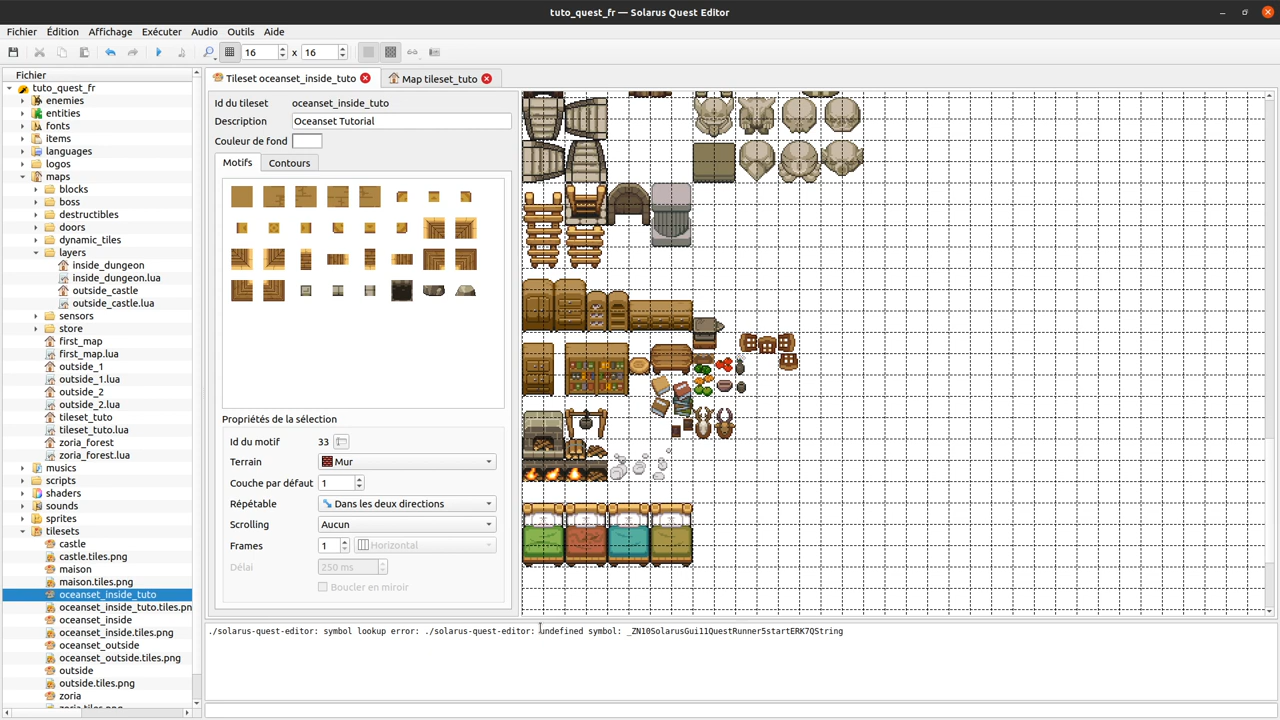 tuto_quest_fr — Solarus Quest Editor
Fichier Édition Affichage Exécuter Audio Outils Aide
16 x 16
Fichier
tuto_quest_fr
enemies
entities
fonts
items
languages
logos
maps
blocks
boss
destructibles
doors
dynamic_tiles
layers
inside_dungeon
inside_dungeon.lua
outside_castle
outside_castle.lua
sensors
store
first_map
first_map.lua
outside_1
outside_1.lua
outside_2
outside_2.lua
tileset_tuto
tileset_tuto.lua
zoria_forest
zoria_forest.lua
musics
scripts
shaders
sounds
sprites
tilesets
castle
castle.tiles.png
maison
maison.tiles.png
oceanset_inside_tuto
oceanset_inside_tuto.tiles.pn
oceanset_inside
oceanset_inside.tiles.png
oceanset_outside
oceanset_outside.tiles.png
outside
outside.tiles.png
zoria
zoria.tiles.png
Tileset oceanset_inside_tuto
Map tileset_tuto
Id du tileset oceanset_inside_tuto
Description Oceanset Tutorial
Couleur de fond
Motifs Contours
Propriétés de la sélection
Id du motif 33
Terrain Mur
Couche par défaut 1
Répétable Dans les deux directions
Scrolling Aucun
Frames 1 Horizontal
Délai 250 ms
Boucler en miroir
./solarus-quest-editor: symbol lookup error: ./solarus-quest-editor: undefined symbol: _ZN10SolarusGui11QuestRunner5startERK7QString